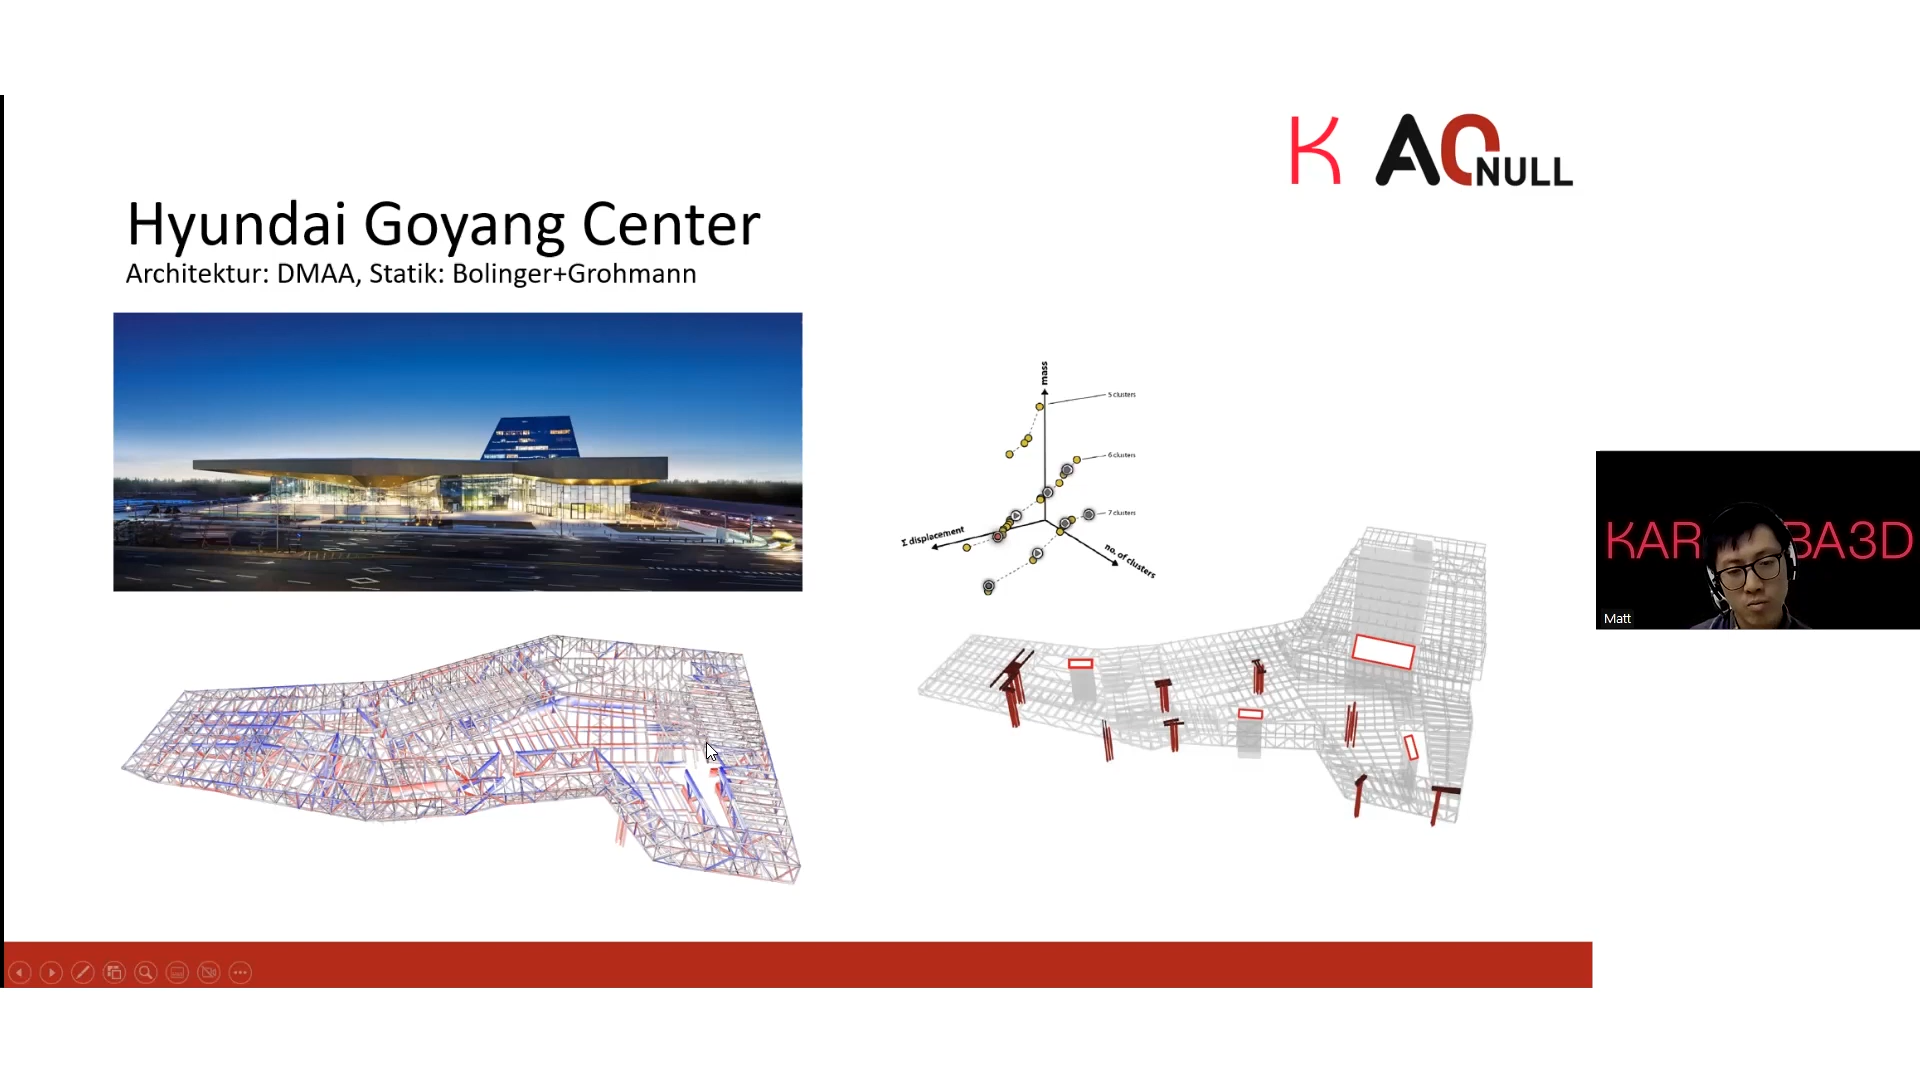 K AONULL
Hyundai Goyang Center
Architektur: DMAA, Statik: Bolinger+Grohmann
mass
5 clusters
6 clusters
7 clusters
Σ displacement
no. of clusters
KAR BA3D
Matt